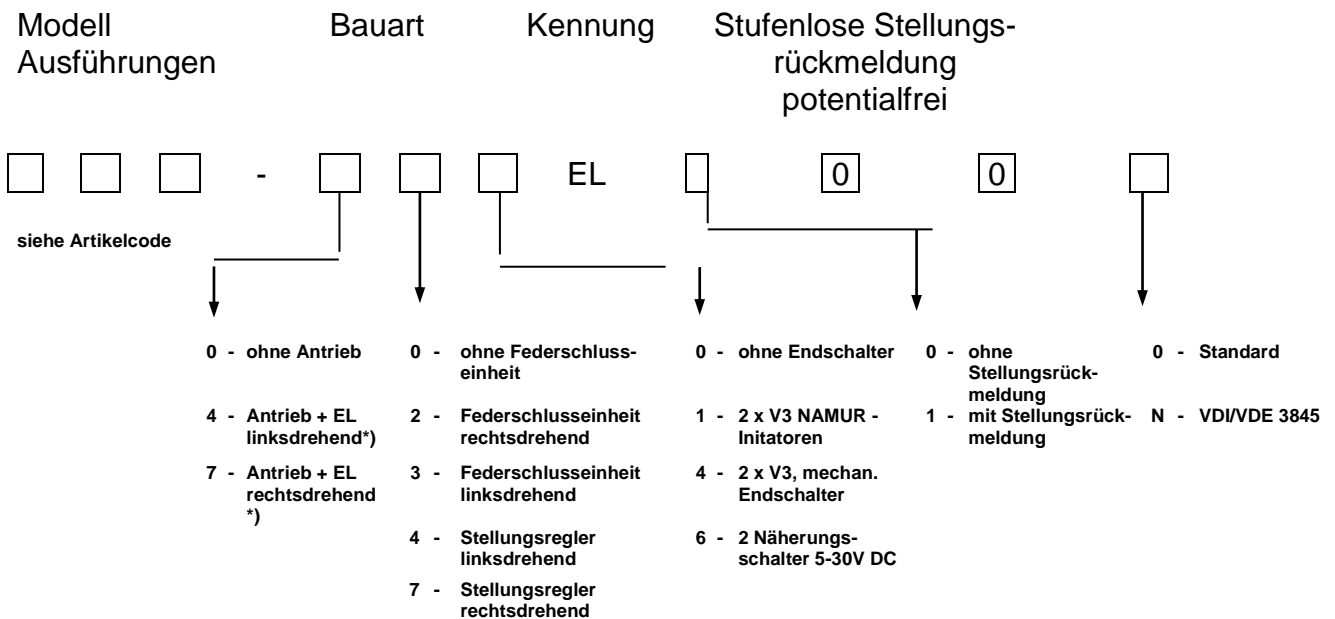 Modell Ausführungen
Bauart
Kennung
Stufenlose Stellungs-
rückmeldung
potentialfrei
- EL 0 0
siehe Artikelcode
0 - ohne Antrieb
4 - Antrieb + EL
linksdrehend*)
7 - Antrieb + EL
rechtsdrehend
*)
0 - ohne Federschluss-
einheit
2 - Federschlusseinheit
rechtsdrehend
3 - Federschlusseinheit
linksdrehend
4 - Stellungsregler
linksdrehend
7 - Stellungsregler
rechtsdrehend
0 - ohne Endschalter
1 - 2 x V3 NAMUR -
Initatoren
4 - 2 x V3, mechan.
Endschalter
6 - 2 Näherungs-
schalter 5-30V DC
0 - ohne
Stellungsrück-
meldung
1 - mit Stellungsrück-
meldung
0 - Standard
N - VDI/VDE 3845